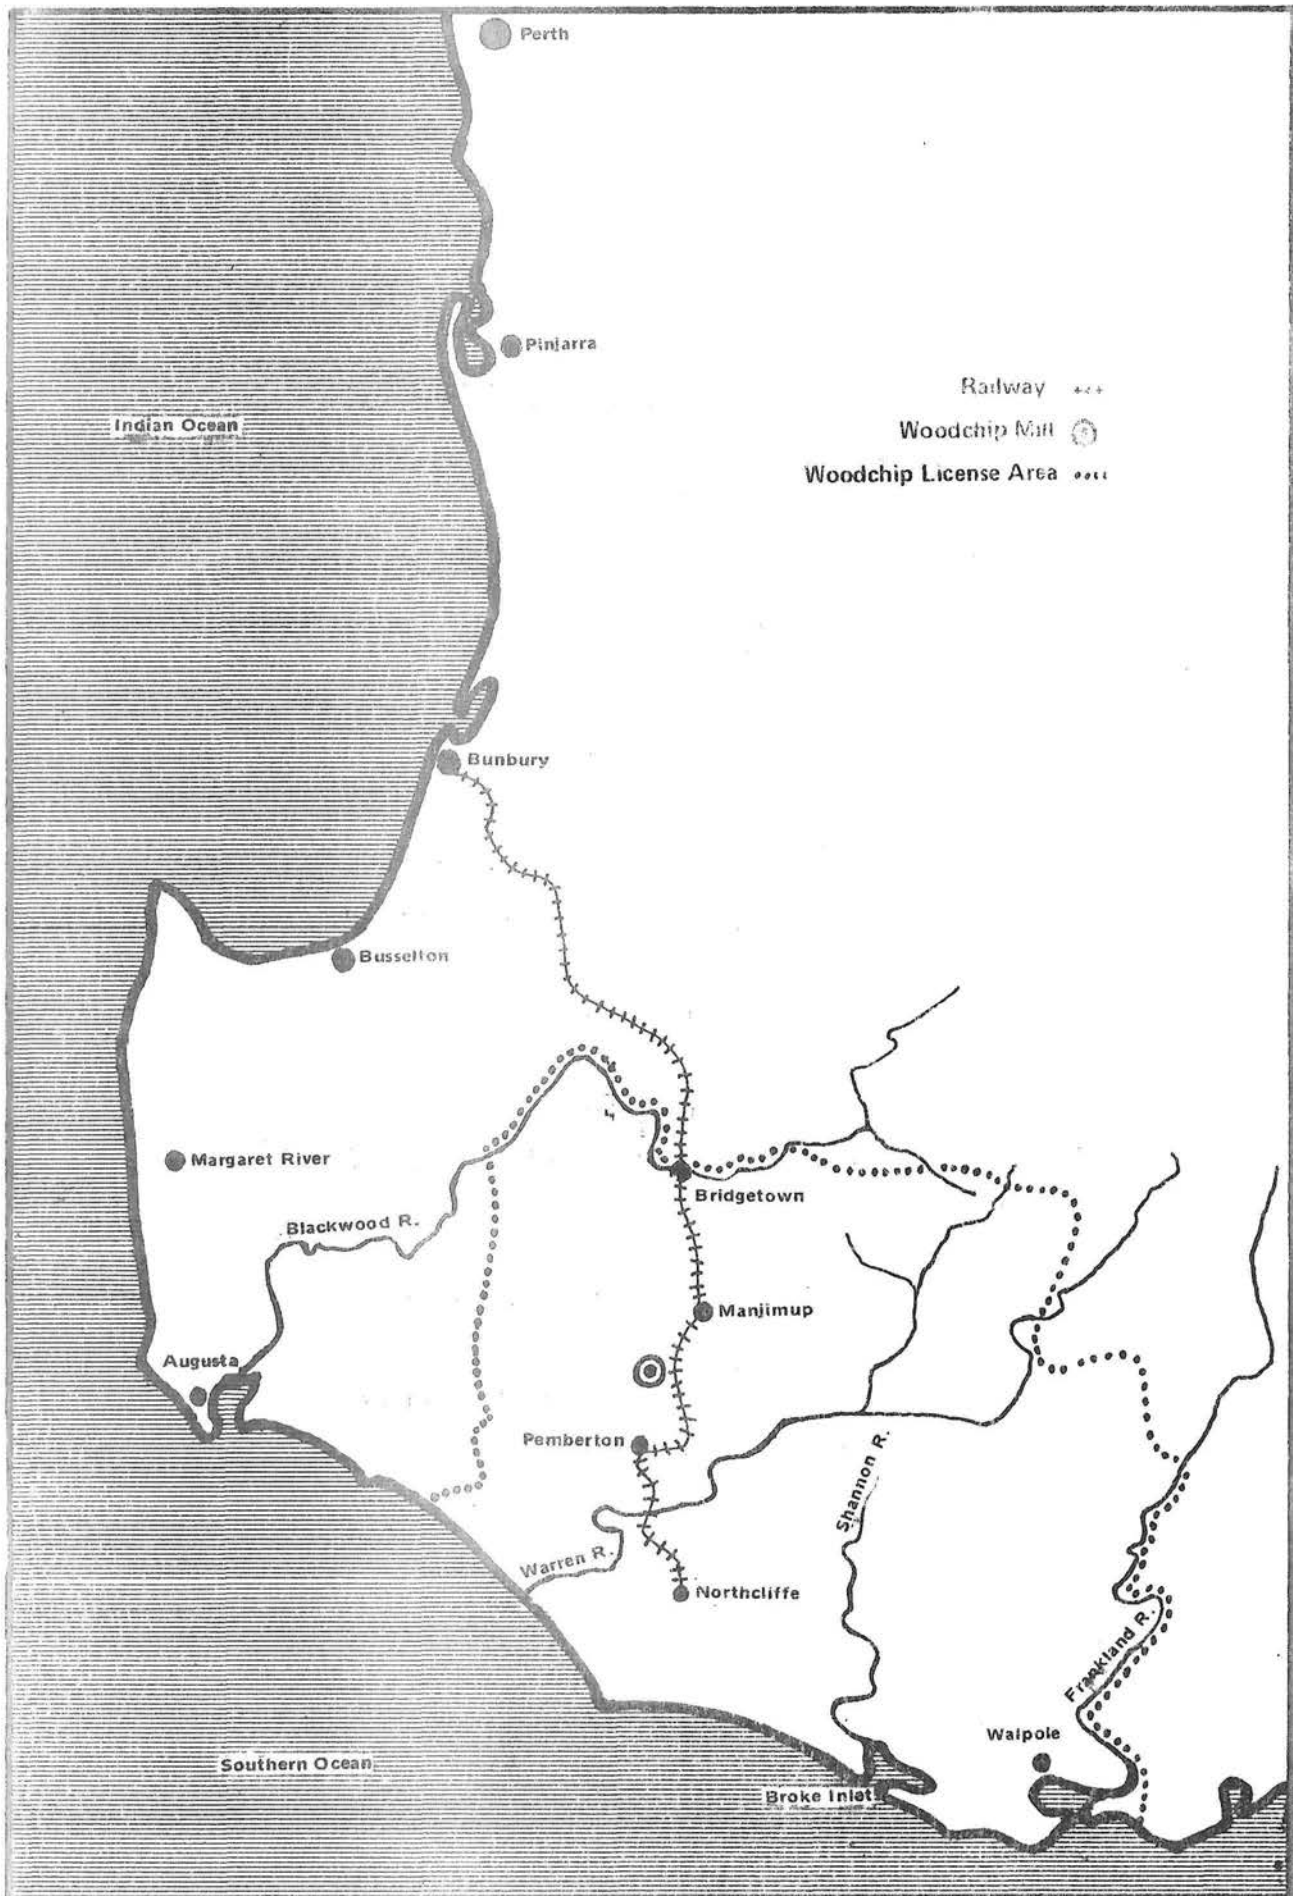 Perth
Pinjarra
Indian Ocean
Railway
Woodchip Mill
Woodchip License Area
Bunbury
Busselton
Margaret River
Bridgetown
Blackwood R.
Manjimup
Augusta
Pemberton
Shannon R.
Warren R.
Northcliffe
Frankland R.
Walpole
Southern Ocean
Broke Inlet